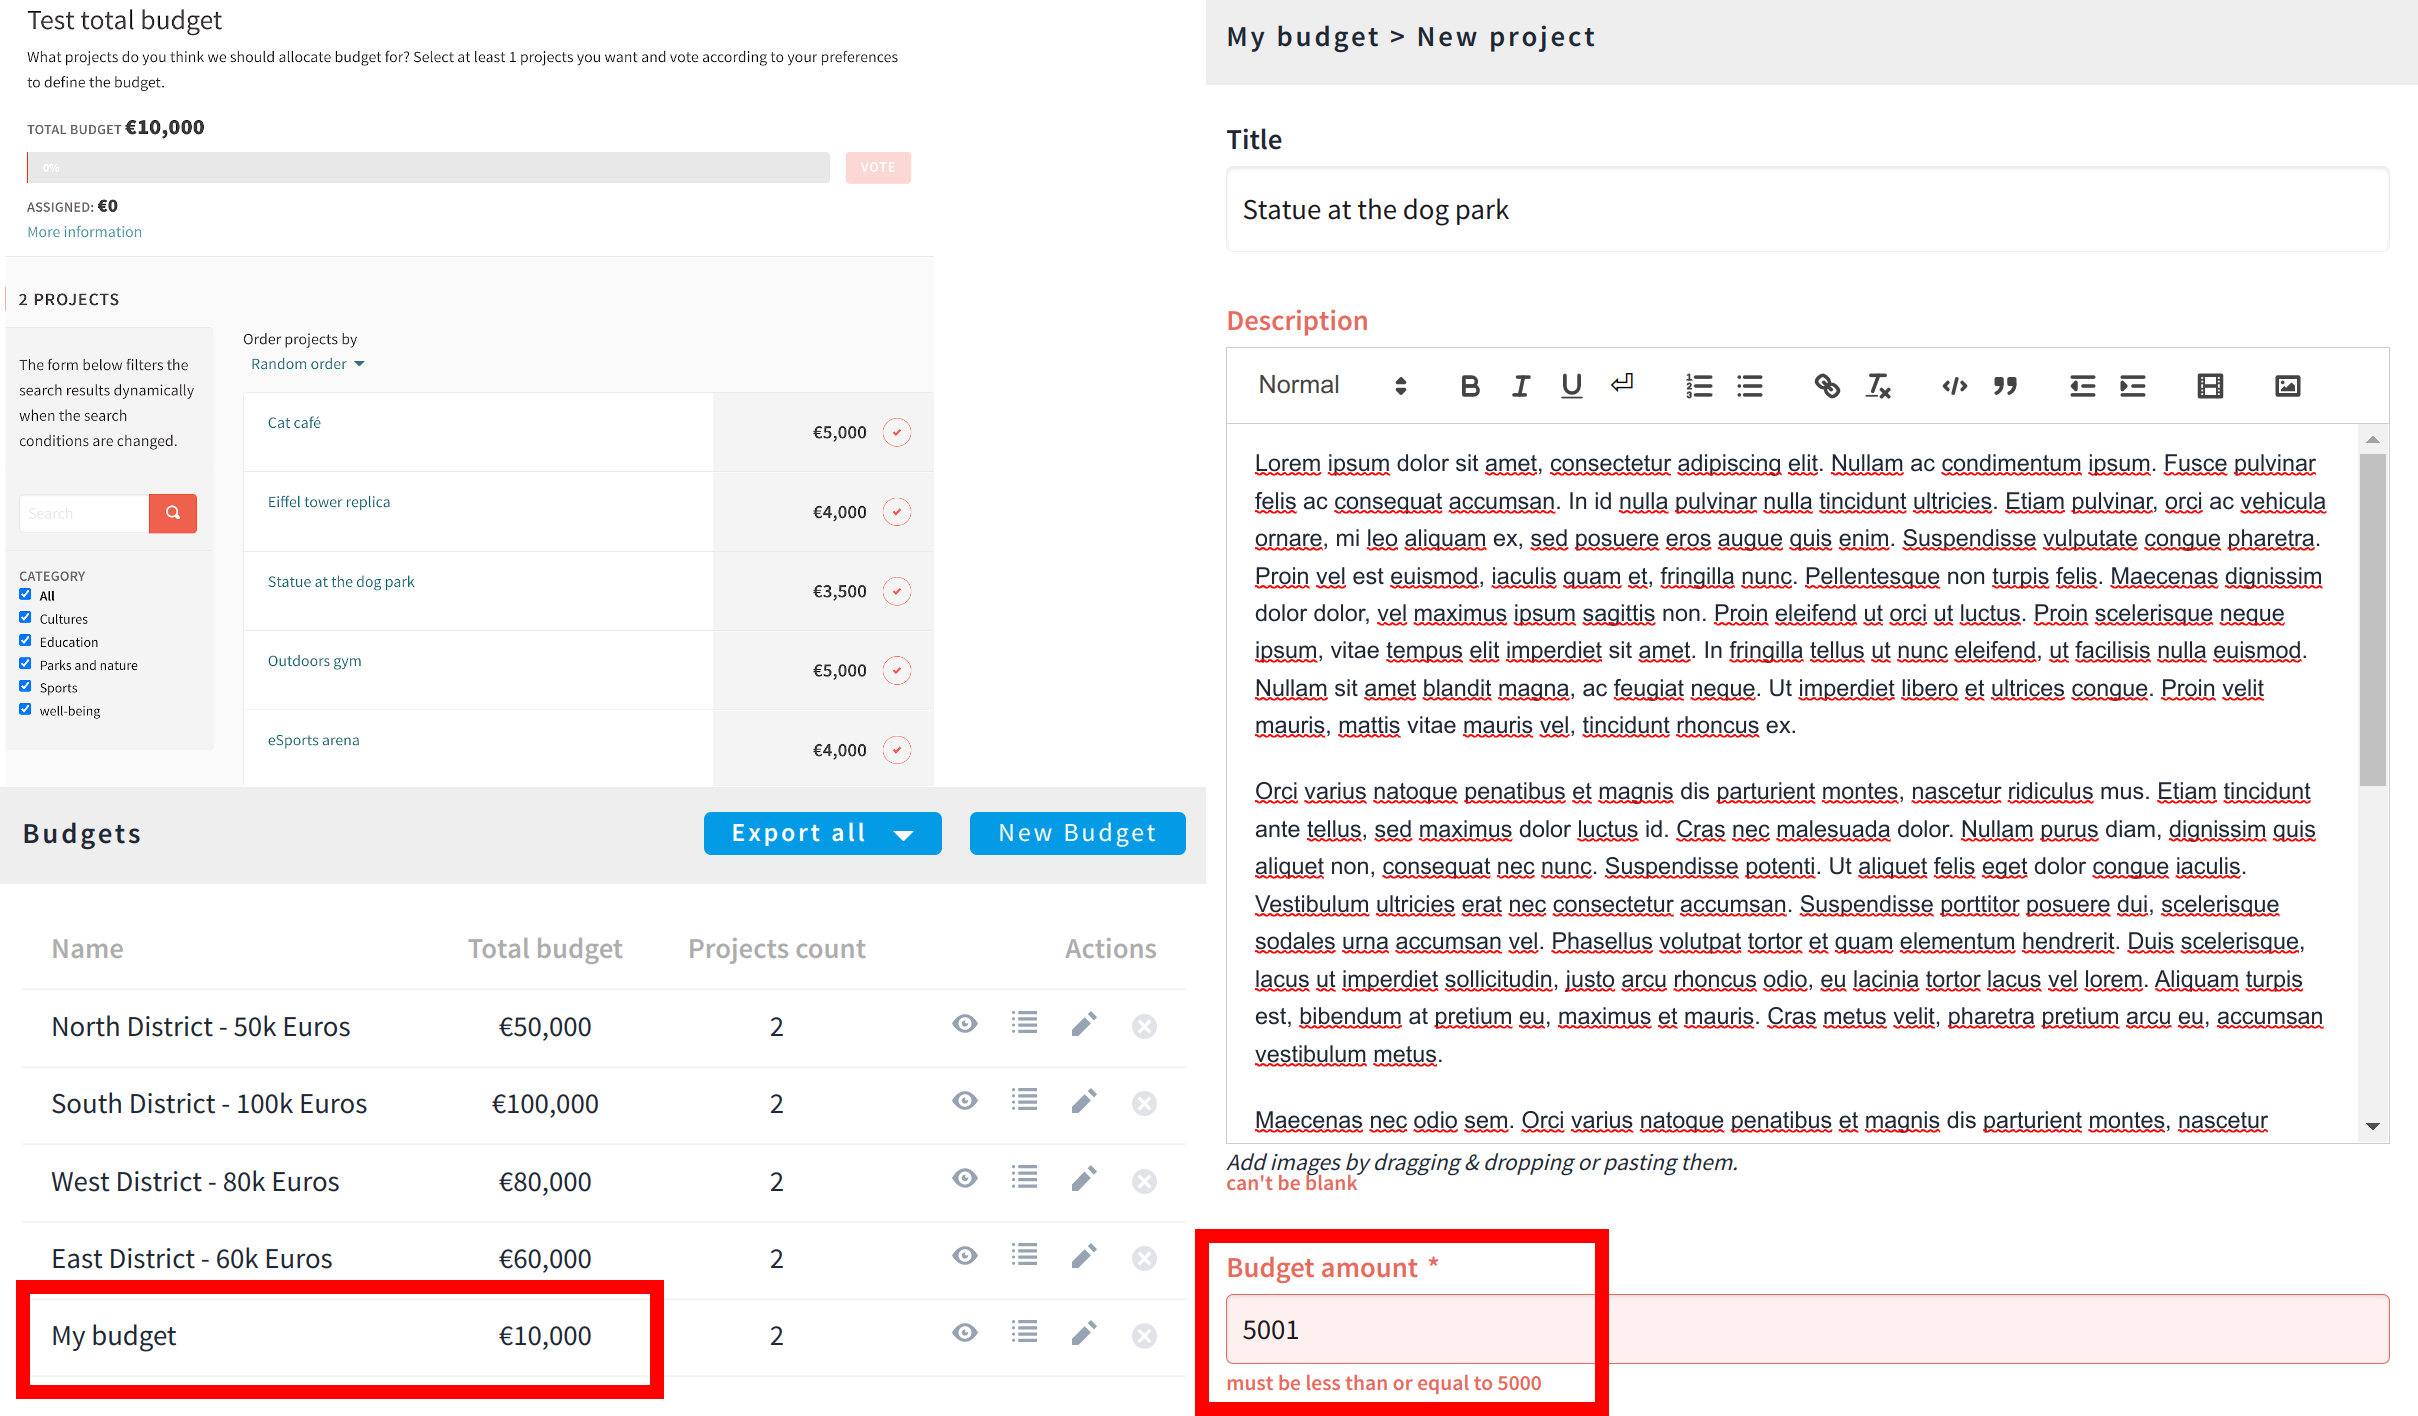 Test total budget
What projects do you think we should allocate budget for? Select at least 1 projects you want and vote according to your preferences
to define the budget.
TOTAL BUDGET €10,000
0%
VOTE
ASSIGNED: €0
More information
2 PROJECTS
The form below filters the
search results dynamically
when the search
conditions are changed.
Search
CATEGORY
All
Cultures
Education
Parks and nature
Sports
well-being
Order projects by
Random order
Cat café €5,000
Eiffel tower replica €4,000
Statue at the dog park €3,500
Outdoors gym €5,000
eSports arena €4,000
Budgets
Export all
New Budget
Name Total budget Projects count Actions
North District - 50k Euros €50,000 2
South District - 100k Euros €100,000 2
West District - 80k Euros €80,000 2
East District - 60k Euros €60,000 2
My budget €10,000 2
My budget > New project
Title
Statue at the dog park
Description
Normal
Lorem ipsum dolor sit amet, consectetur adipiscing elit. Nullam ac condimentum ipsum. Fusce pulvinar
felis ac consequat accumsan. In id nulla pulvinar nulla tincidunt ultricies. Etiam pulvinar, orci ac vehicula
ornare, mi leo aliquam ex, sed posuere eros augue quis enim. Suspendisse vulputate congue pharetra.
Proin vel est euismod, iaculis quam et, fringilla nunc. Pellentesque non turpis felis. Maecenas dignissim
dolor dolor, vel maximus ipsum sagittis non. Proin eleifend ut orci ut luctus. Proin scelerisque neque
ipsum, vitae tempus elit imperdiet sit amet. In fringilla tellus ut nunc eleifend, ut facilisis nulla euismod.
Nullam sit amet blandit magna, ac feugiat neque. Ut imperdiet libero et ultrices congue. Proin velit
mauris, mattis vitae mauris vel, tincidunt rhoncus ex.
Orci varius natoque penatibus et magnis dis parturient montes, nascetur ridiculus mus. Etiam tincidunt
ante tellus, sed maximus dolor luctus id. Cras nec malesuada dolor. Nullam purus diam, dignissim quis
aliquet non, consequat nec nunc. Suspendisse potenti. Ut aliquet felis eget dolor congue iaculis.
Vestibulum ultricies erat nec consectetur accumsan. Suspendisse porttitor posuere dui, scelerisque
sodales urna accumsan vel. Phasellus volutpat tortor et quam elementum hendrerit. Duis scelerisque,
lacus ut imperdiet sollicitudin, justo arcu rhoncus odio, eu lacinia tortor lacus vel lorem. Aliquam turpis
est, bibendum at pretium eu, maximus et mauris. Cras metus velit, pharetra pretium arcu eu, accumsan
vestibulum metus.
Maecenas nec odio sem. Orci varius natoque penatibus et magnis dis parturient montes, nascetur
Add images by dragging & dropping or pasting them.
can't be blank
Budget amount *
5001
must be less than or equal to 5000